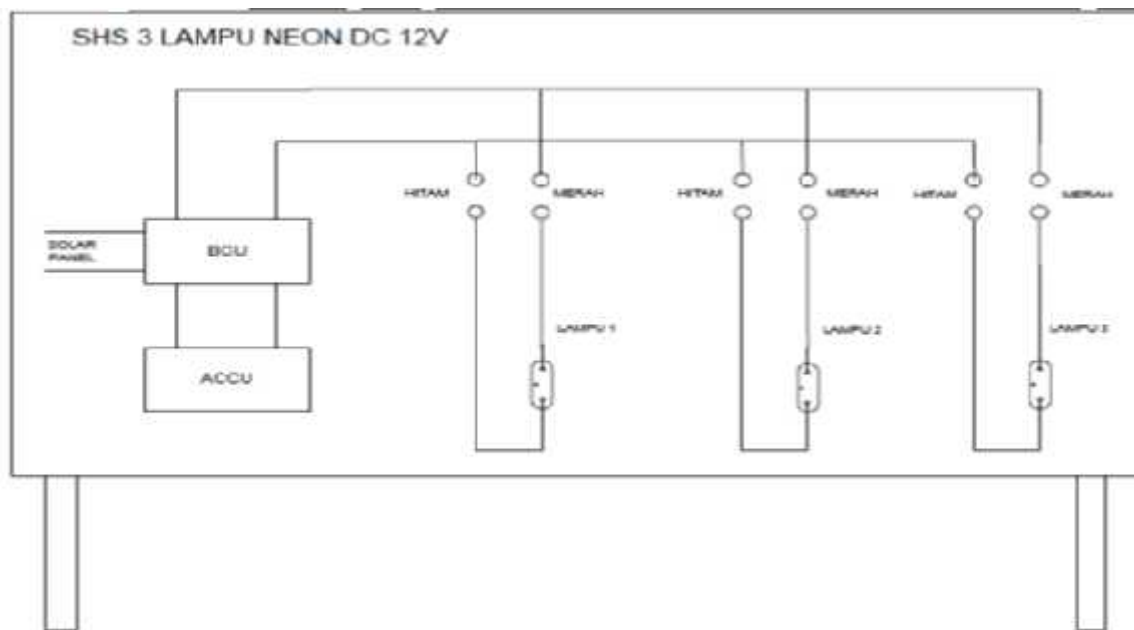 SHS 3 LAMPU NEON DC 12V
HITAM
MERAH
HITAM
MERAH
HITAM
MERAH
SOLAR
PANEL
BCU
LAMPU 1
LAMPU 2
LAMPU 3
ACCU